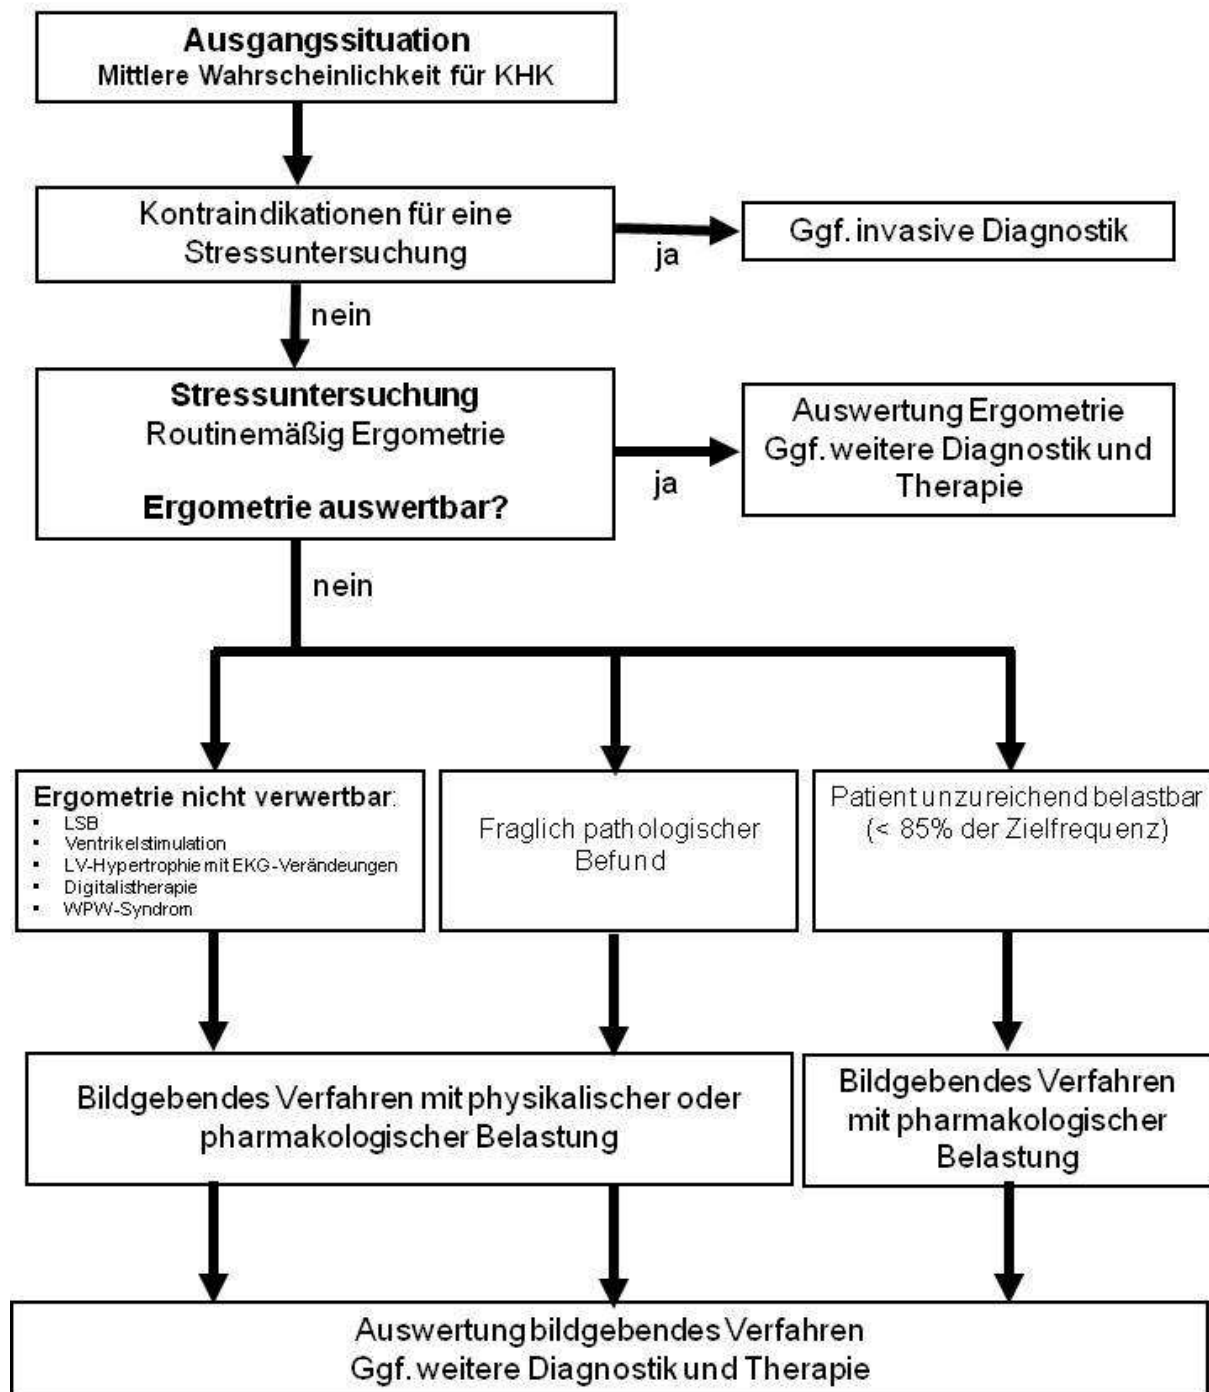 Ausgangssituation
Mittlere Wahrscheinlichkeit für KHK
Kontraindikationen für eine
Stressuntersuchung
ja
Ggf. invasive Diagnostik
nein
Stressuntersuchung
Routinemäßig Ergometrie
Ergometrie auswertbar?
ja
Auswertung Ergometrie
Ggf. weitere Diagnostik und
Therapie
nein
Ergometrie nicht verwertbar:
▪ LSB
▪ Ventrikelstimulation
▪ LV-Hypertrophie mit EKG-Verändeungen
▪ Digitalistherapie
▪ WPW-Syndrom
Fraglich pathologischer
Befund
Patient unzureichend belastbar
(< 85% der Zielfrequenz)
Bildgebendes Verfahren mit physikalischer oder
pharmakologischer Belastung
Bildgebendes Verfahren
mit pharmakologischer
Belastung
Auswertung bildgebendes Verfahren
Ggf. weitere Diagnostik und Therapie